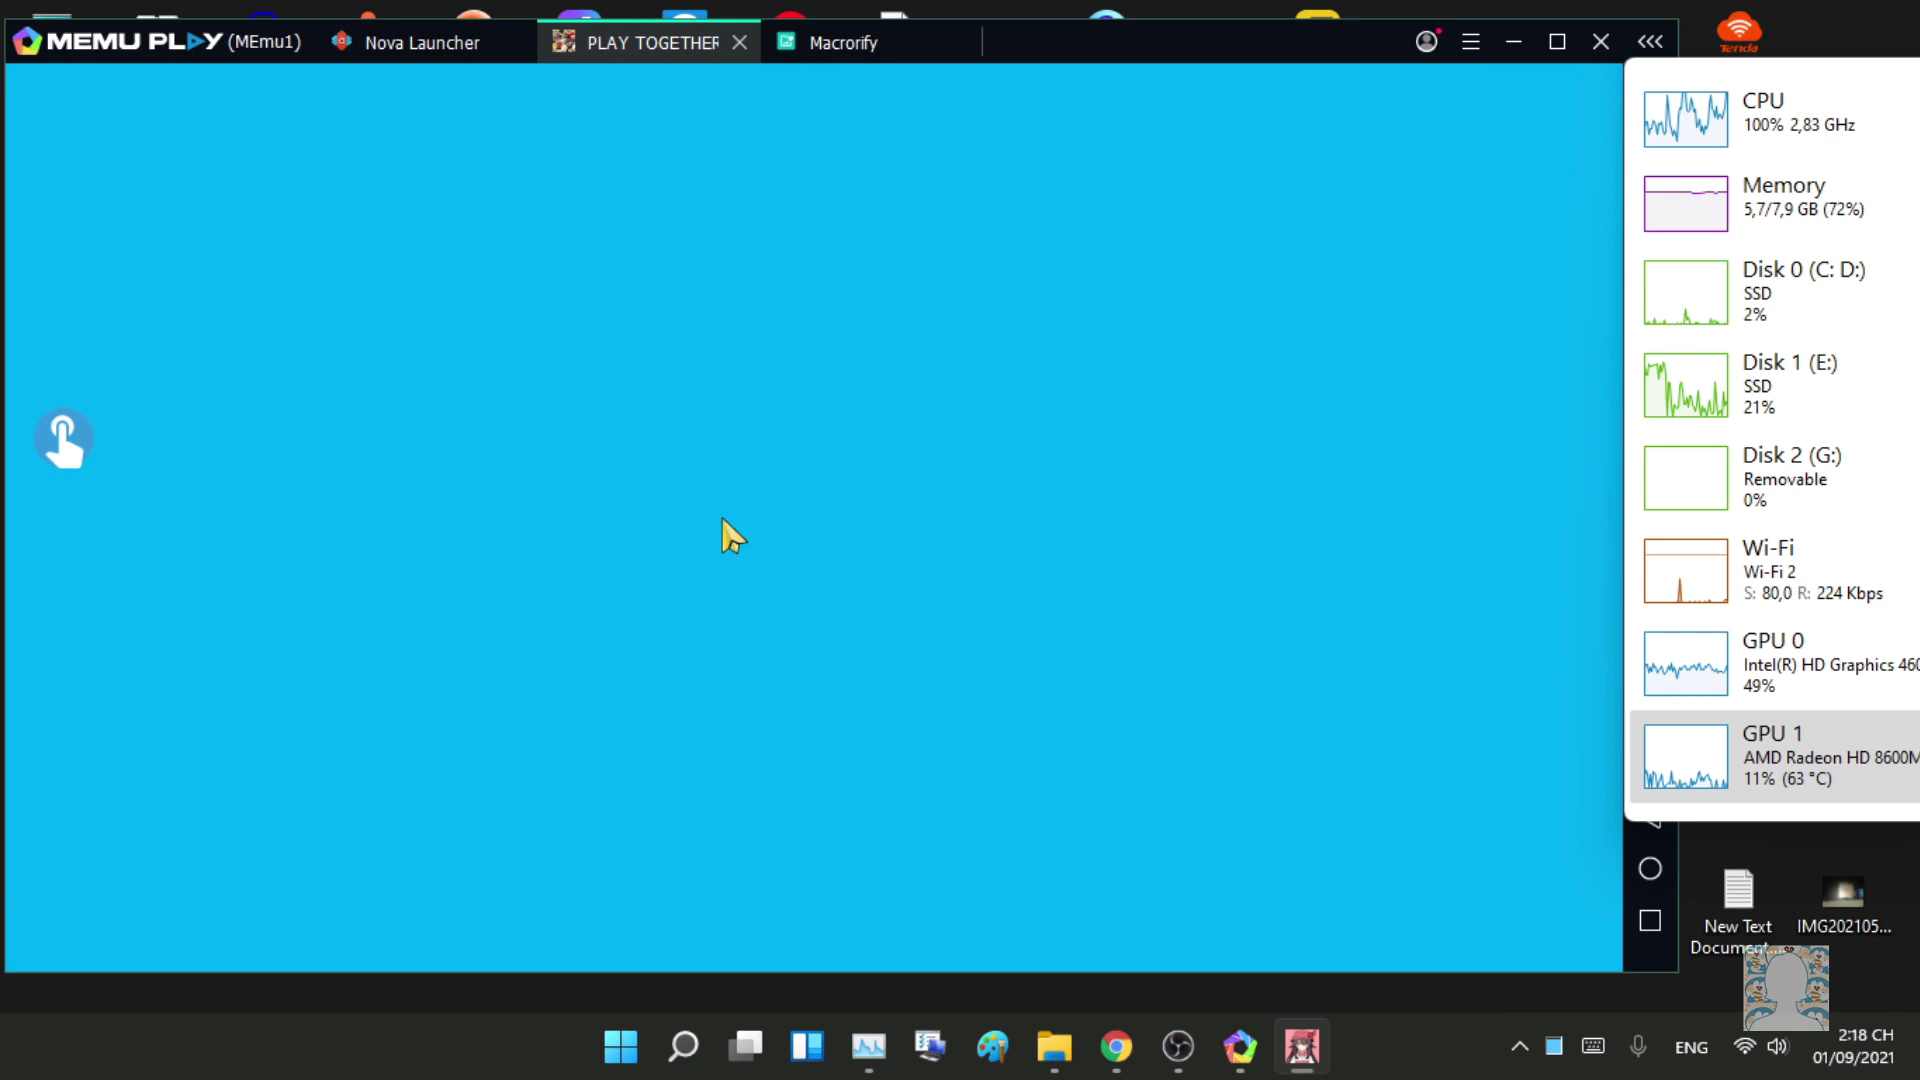 MEMU PLAY (MEmu1)
Nova Launcher
PLAY TOGETHER
Macrorify
Tenda
CPU
100% 2,83 GHz
Memory
5,7/7,9 GB (72%)
Disk 0 (C: D:)
SSD
2%
Disk 1 (E:)
SSD
21%
Disk 2 (G:)
Removable
0%
Wi-Fi
Wi-Fi 2
S: 80,0 R: 224 Kbps
GPU 0
Intel(R) HD Graphics 460
49%
GPU 1
AMD Radeon HD 8600M
11% (63 °C)
New Text
Document....
IMG202105...
ENG
2:18 CH
01/09/2021